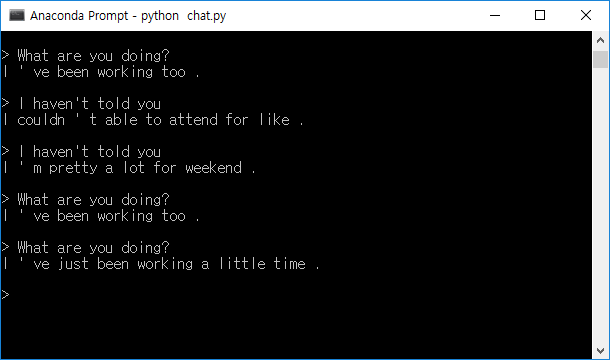 Anaconda Prompt - python  chat.py
> What are you doing?
I ' ve been working too .
> I haven't told you
I couldn ' t able to attend for like .
> I haven't told you
I ' m pretty a lot for weekend .
> What are you doing?
I ' ve been working too .
> What are you doing?
I ' ve just been working a little time .
>